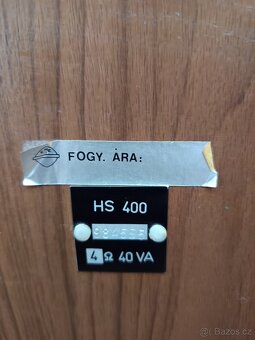 FOGY. ÁRA:
HS 400
4 Ω 40 VA
© Bazos.cz